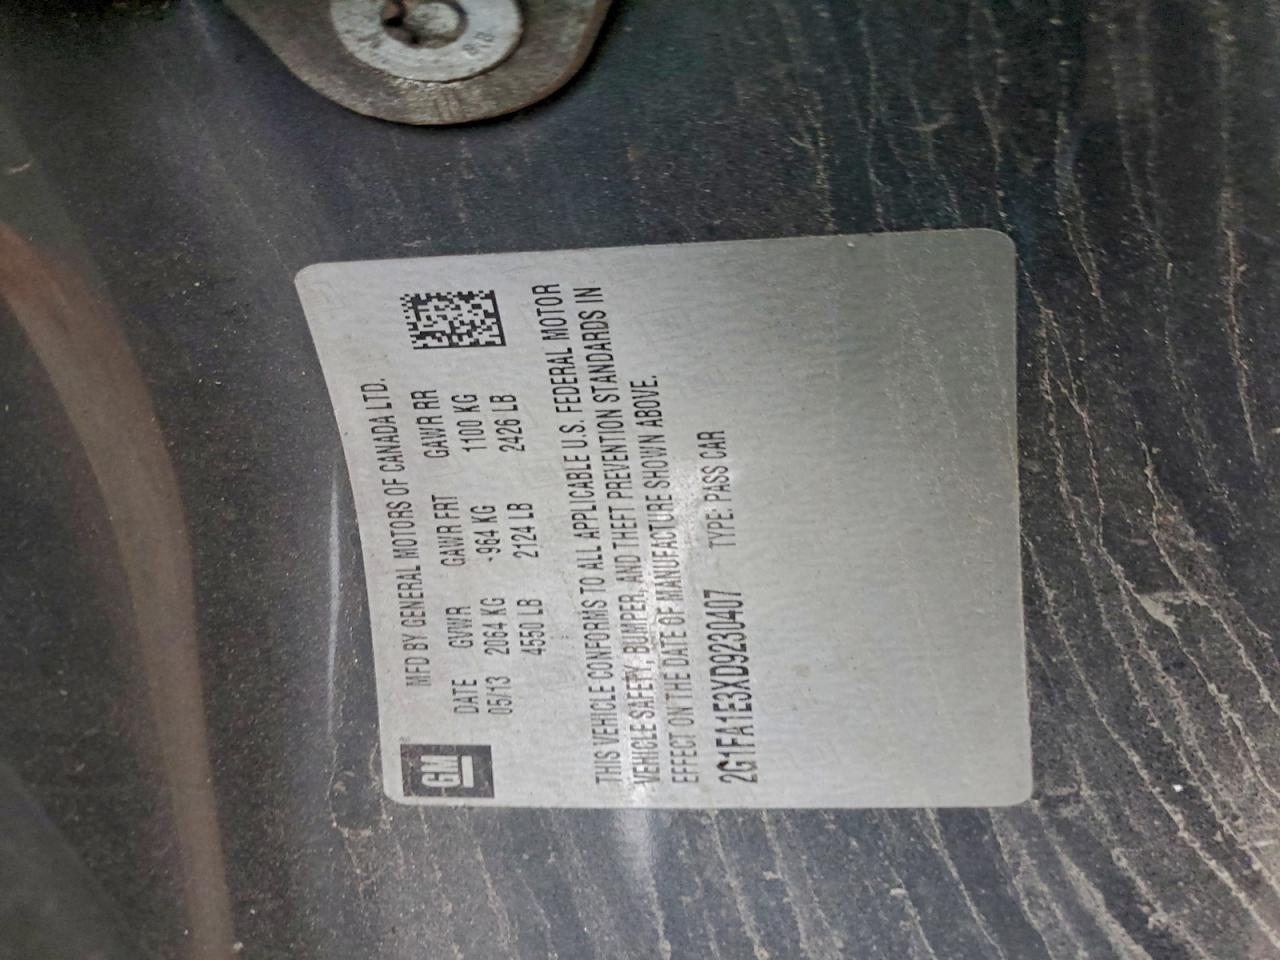 GM
MFD BY GENERAL MOTORS OF CANADA LTD.
DATE GVWR GAWR FRT GAWR RR
05/13 2064 KG 964 KG 1100 KG
4550 LB 2124 LB 2426 LB
THIS VEHICLE CONFORMS TO ALL APPLICABLE U.S. FEDERAL MOTOR
VEHICLE SAFETY, BUMPER, AND THEFT PREVENTION STANDARDS IN
EFFECT ON THE DATE OF MANUFACTURE SHOWN ABOVE.
2G1FA1E3XD9230407 TYPE: PASS CAR